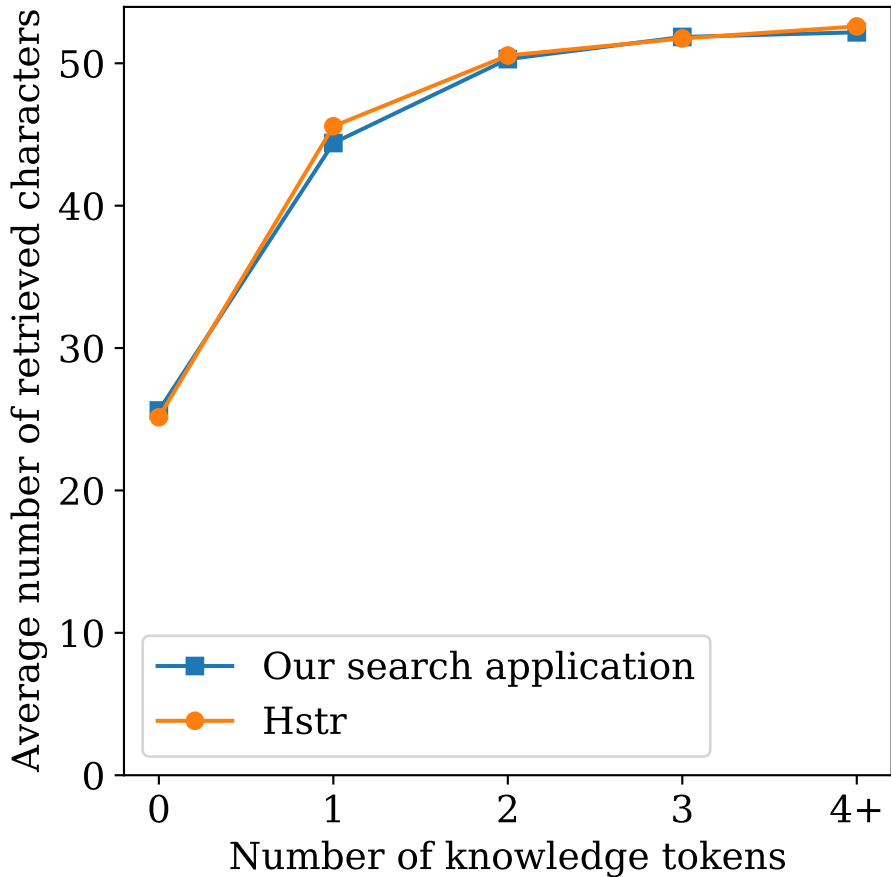 Average number of retrieved characters
50
40
30
20
10
0
Our search application
Hstr
0 1 2 3 4+
Number of knowledge tokens